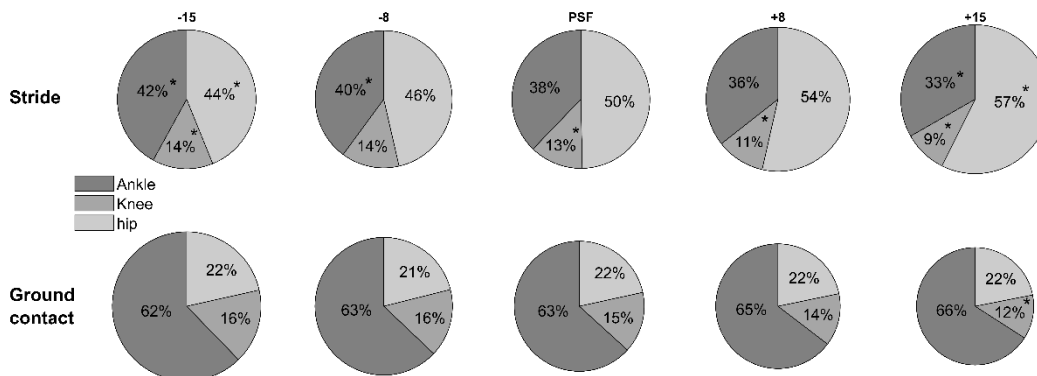 -15 -8 PSF +8 +15
Stride
42%* 44%* 14%*
40%* 46% 14%
38% 50% 13%*
36% 54% 11%*
33%* 57%* 9%*
Ankle
Knee
hip
Ground
contact
62% 22% 16%
63% 21% 16%
63% 22% 15%
65% 22% 14%
66% 22% 12%*